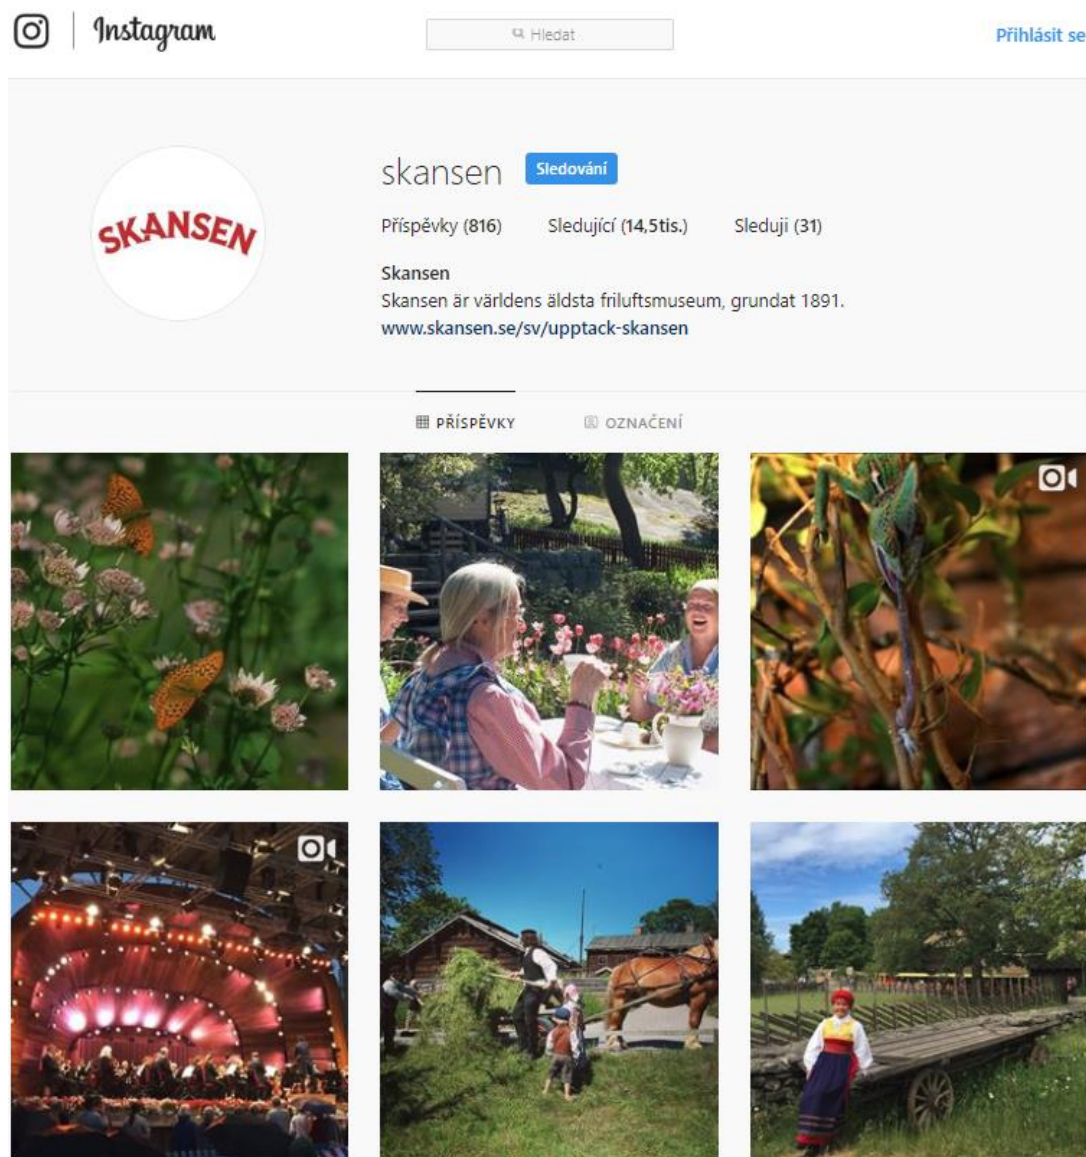 Instagram
Hledat
Přihlásit se
SKANSEN
skansen Sledování
Příspěvky (816) Sledující (14,5tis.) Sleduji (31)
Skansen
Skansen är världens äldsta friluftsmuseum, grundat 1891.
www.skansen.se/sv/upptack-skansen
PŘÍSPĚVKY OZNAČENÍ